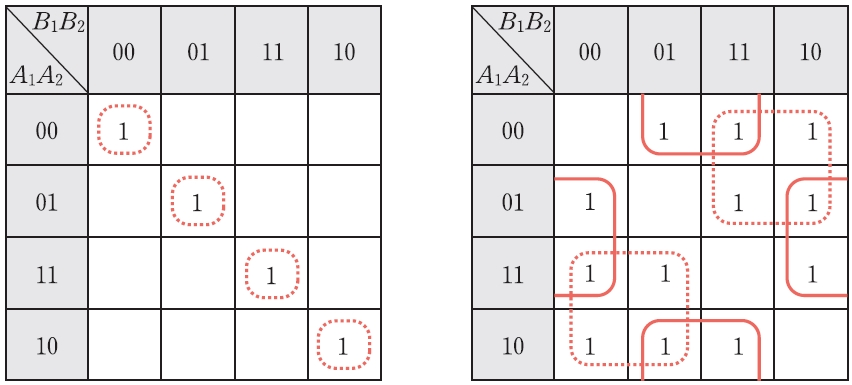 B₁B₂ 00 01 11 10
A₁A₂
00 1
01 1
11 1
10 1
B₁B₂ 00 01 11 10
A₁A₂
00 1 1 1
01 1 1 1
11 1 1 1
10 1 1 1